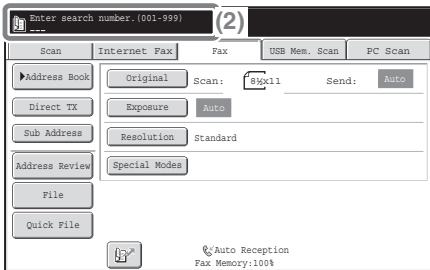 Enter search number.(001-999)
---
(2)
Scan
Internet Fax
Fax
USB Mem. Scan
PC Scan
Address Book
Original
Scan:
8½x11
Send:
Auto
Direct TX
Exposure
Auto
Sub Address
Resolution
Standard
Address Review
Special Modes
File
Quick File
Auto Reception
Fax Memory:100%